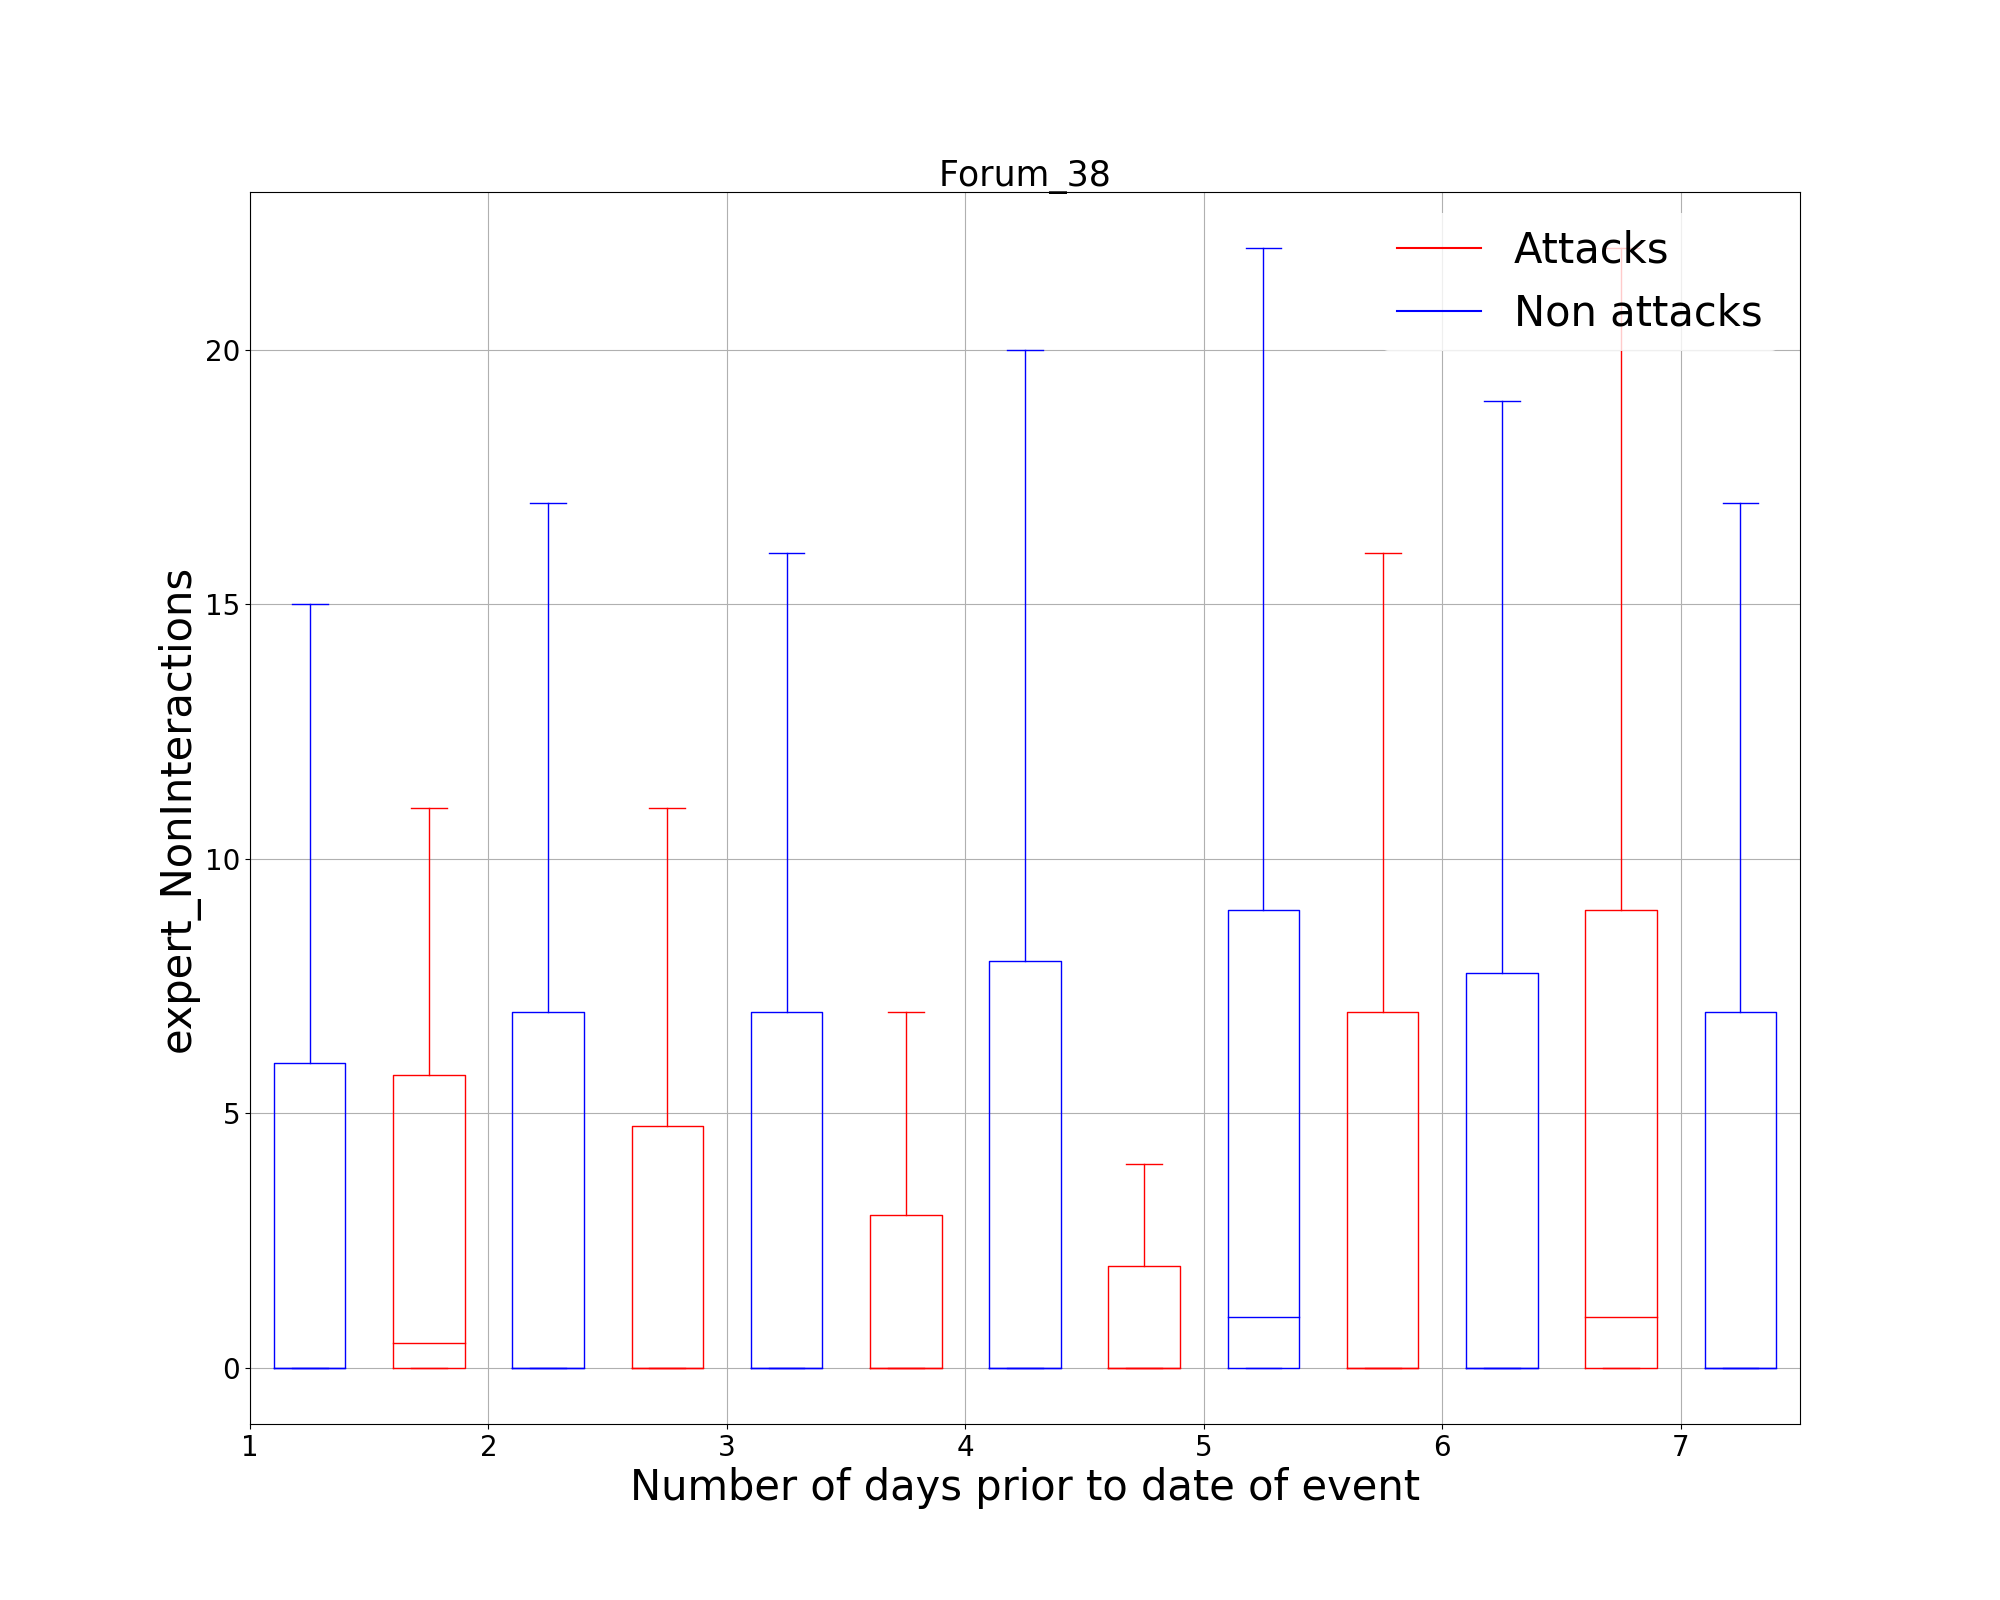 Forum_38
Attacks
Non attacks
expert_NonInteractions
20
15
10
5
0
1 2 3 4 5 6 7
Number of days prior to date of event